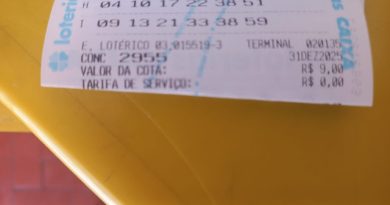 H 04 10 17 22 38 51
I 09 13 21 33 38 59
E. LOTÉRICO 03.015519-3 TERMINAL 020135
CONC 2955 31DEZ2025
VALOR DA COTA: R$ 9,00
TARIFA DE SERVIÇO: R$ 0,00
lotéri
CAIXA